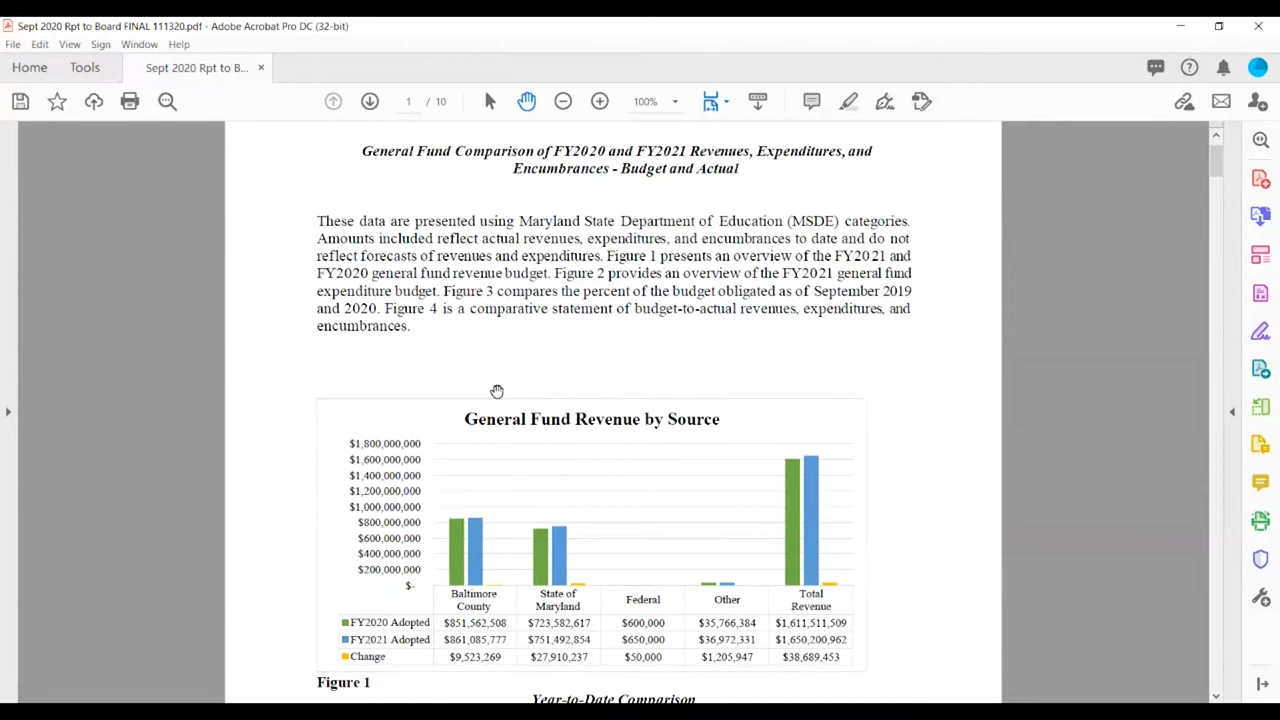 Sept 2020 Rpt to Board FINAL 111320.pdf - Adobe Acrobat Pro DC (32-bit)
File Edit View Sign Window Help
Home Tools Sept 2020 Rpt to B... ×
1 / 10 100%
General Fund Comparison of FY2020 and FY2021 Revenues, Expenditures, and
Encumbrances - Budget and Actual
These data are presented using Maryland State Department of Education (MSDE) categories.
Amounts included reflect actual revenues, expenditures, and encumbrances to date and do not
reflect forecasts of revenues and expenditures. Figure 1 presents an overview of the FY2021 and
FY2020 general fund revenue budget. Figure 2 provides an overview of the FY2021 general fund
expenditure budget. Figure 3 compares the percent of the budget obligated as of September 2019
and 2020. Figure 4 is a comparative statement of budget-to-actual revenues, expenditures, and
encumbrances.
General Fund Revenue by Source
$1,800,000,000
$1,600,000,000
$1,400,000,000
$1,200,000,000
$1,000,000,000
$800,000,000
$600,000,000
$400,000,000
$200,000,000
$-
Baltimore County State of Maryland Federal Other Total Revenue
FY2020 Adopted $851,562,508 $723,582,617 $600,000 $35,766,384 $1,611,511,509
FY2021 Adopted $861,085,777 $751,492,854 $650,000 $36,972,331 $1,650,200,962
Change $9,523,269 $27,910,237 $50,000 $1,205,947 $38,689,453
Figure 1
Year-to-Date Comparison